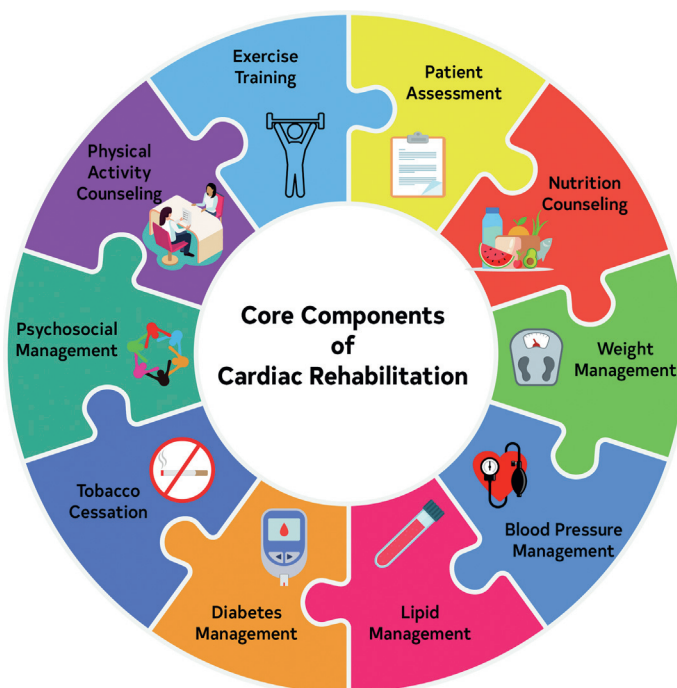 Core Components
of
Cardiac Rehabilitation
Patient
Assessment
Nutrition
Counseling
Weight
Management
Blood Pressure
Management
Lipid
Management
Diabetes
Management
Tobacco
Cessation
Psychosocial
Management
Physical
Activity
Counseling
Exercise
Training